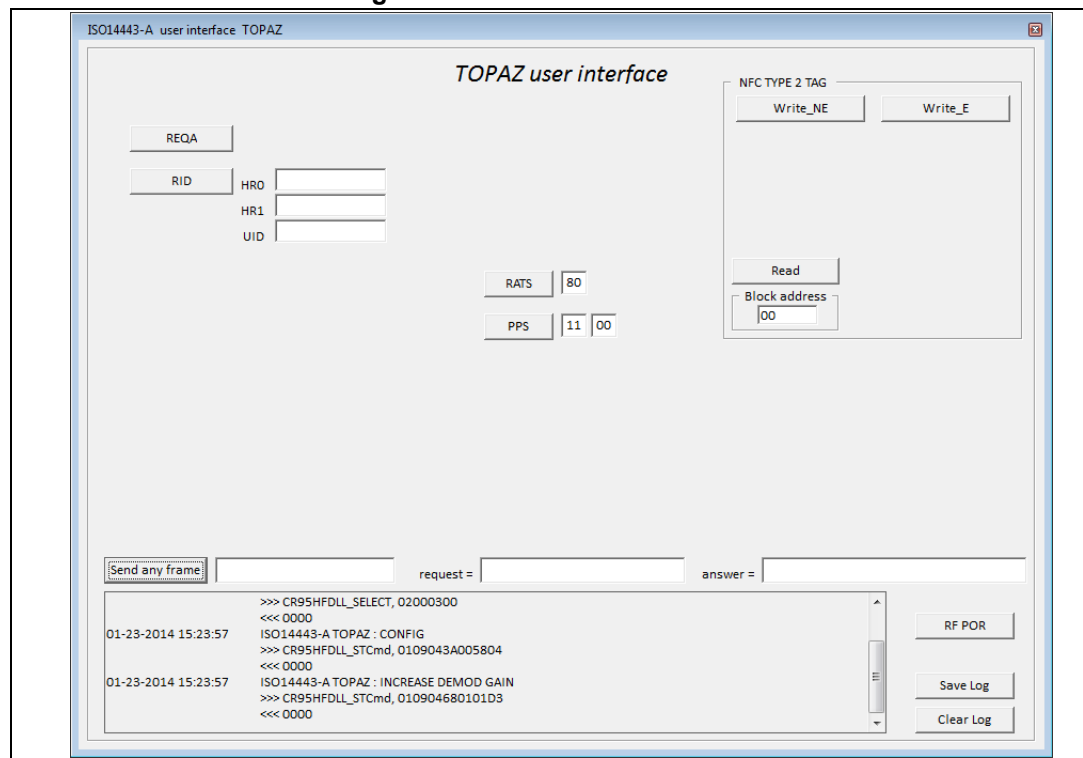 ISO14443-A user interface TOPAZ
TOPAZ user interface
NFC TYPE 2 TAG
Write_NE Write_E
REQA
RID HR0
HR1
UID
Read
RATS 80
Block address
00
PPS 11 00
Send any frame request = answer =
>>> CR95HFDLL_SELECT, 02000300
<<< 0000
01-23-2014 15:23:57 ISO14443-A TOPAZ : CONFIG
>>> CR95HFDLL_STCmd, 0109043A005804
<<< 0000
01-23-2014 15:23:57 ISO14443-A TOPAZ : INCREASE DEMOD GAIN
>>> CR95HFDLL_STCmd, 010904680101D3
<<< 0000
RF POR
Save Log
Clear Log